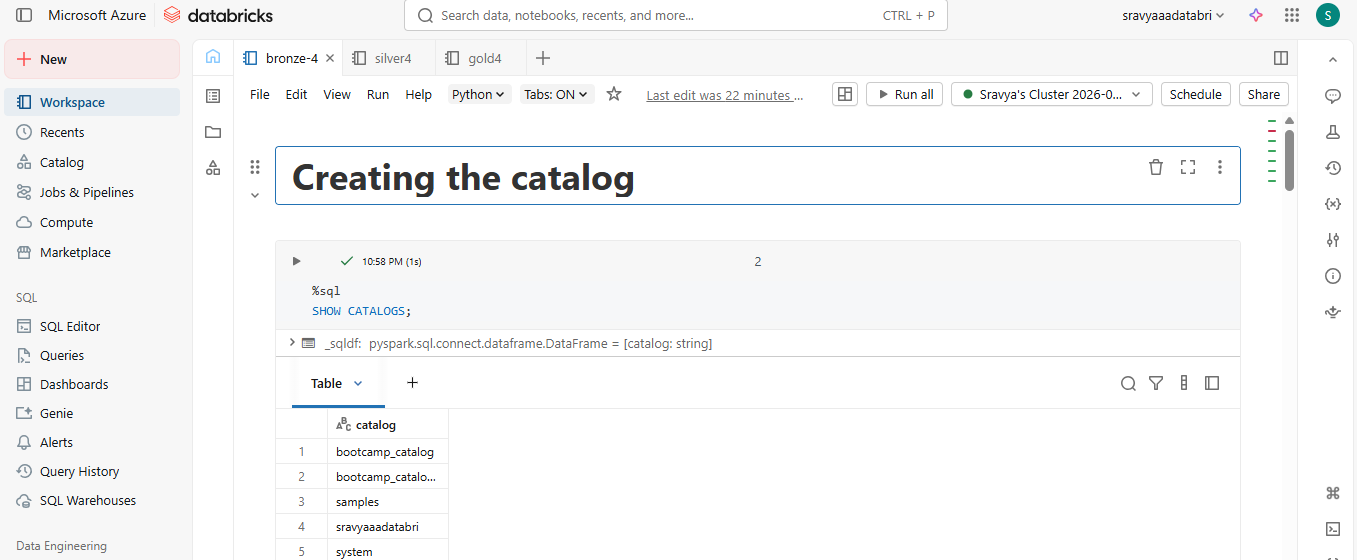 Microsoft Azure databricks Search data, notebooks, recents, and more... CTRL + P sravyaaadatabri S
New
Workspace
Recents
Catalog
Jobs & Pipelines
Compute
Marketplace
SQL
SQL Editor
Queries
Dashboards
Genie
Alerts
Query History
SQL Warehouses
Data Engineering
bronze-4 silver4 gold4
File Edit View Run Help Python Tabs: ON Last edit was 22 minutes ... Run all Sravya's Cluster 2026-0... Schedule Share
Creating the catalog
10:58 PM (1s) 2
%sql
SHOW CATALOGS;
_sqldf: pyspark.sql.connect.dataframe.DataFrame = [catalog: string]
Table
ABC catalog
1 bootcamp_catalog
2 bootcamp_catalo...
3 samples
4 sravyaaadatabri
5 system